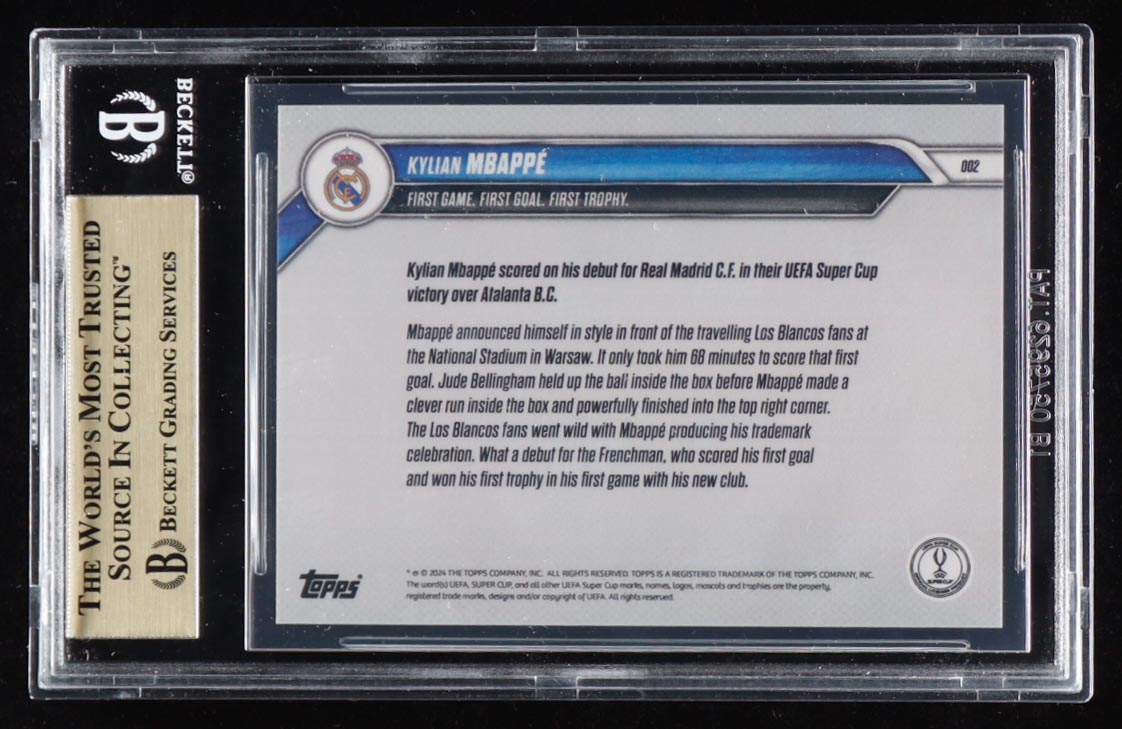 BECKETT®
B
THE WORLD'S MOST TRUSTED
SOURCE IN COLLECTING™
B BECKETT GRADING SERVICES
KYLIAN MBAPPÉ
002
FIRST GAME. FIRST GOAL. FIRST TROPHY.
Kylian Mbappé scored on his debut for Real Madrid C.F. in their UEFA Super Cup
victory over Atalanta B.C.
Mbappé announced himself in style in front of the travelling Los Blancos fans at
the National Stadium in Warsaw. It only took him 68 minutes to score that first
goal. Jude Bellingham held up the ball inside the box before Mbappé made a
clever run inside the box and powerfully finished into the top right corner.
The Los Blancos fans went wild with Mbappé producing his trademark
celebration. What a debut for the Frenchman, who scored his first goal
and won his first trophy in his first game with his new club.
topps®
® © 2024 THE TOPPS COMPANY, INC. ALL RIGHTS RESERVED. TOPPS IS A REGISTERED TRADEMARK OF THE TOPPS COMPANY, INC.
The word(s) UEFA, SUPER CUP, and all other UEFA Super Cup marks, names, logos, mascots and trophies are the property,
registered trade marks, designs and/or copyright of UEFA. All rights reserved.
SUPER CUP
PAT. 6295750 B1